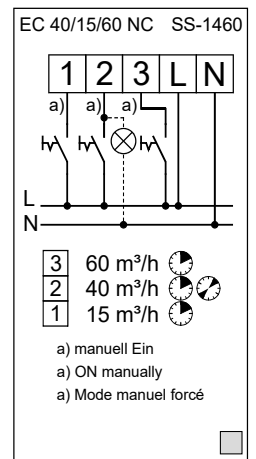 EC 40/15/60 NC SS-1460
1 2 3 L N
a) a) a)
L
N
3 60 m³/h
2 40 m³/h
1 15 m³/h
a) manuell Ein
a) ON manually
a) Mode manuel forcé